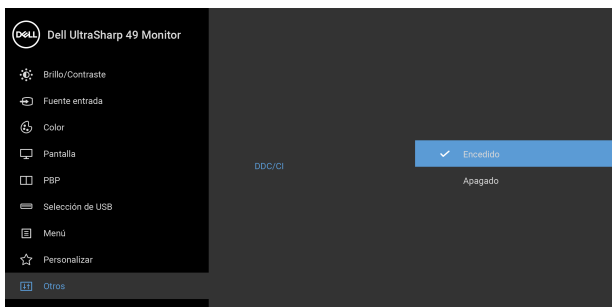 DELL Dell UltraSharp 49 Monitor
Brillo/Contraste
Fuente entrada
Color
Pantalla
PBP
Selección de USB
Menú
Personalizar
Otros
DDC/CI
Encedido
Apagado